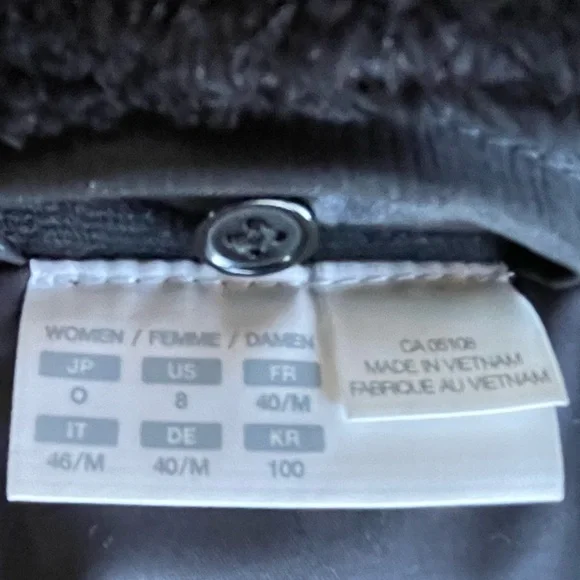 WOMEN / FEMME / DAMEN
JP US FR
O 8 40/M
IT DE KR
46/M 40/M 100
CA 05108
MADE IN VIETNAM
FABRIQUE AU VIETNAM